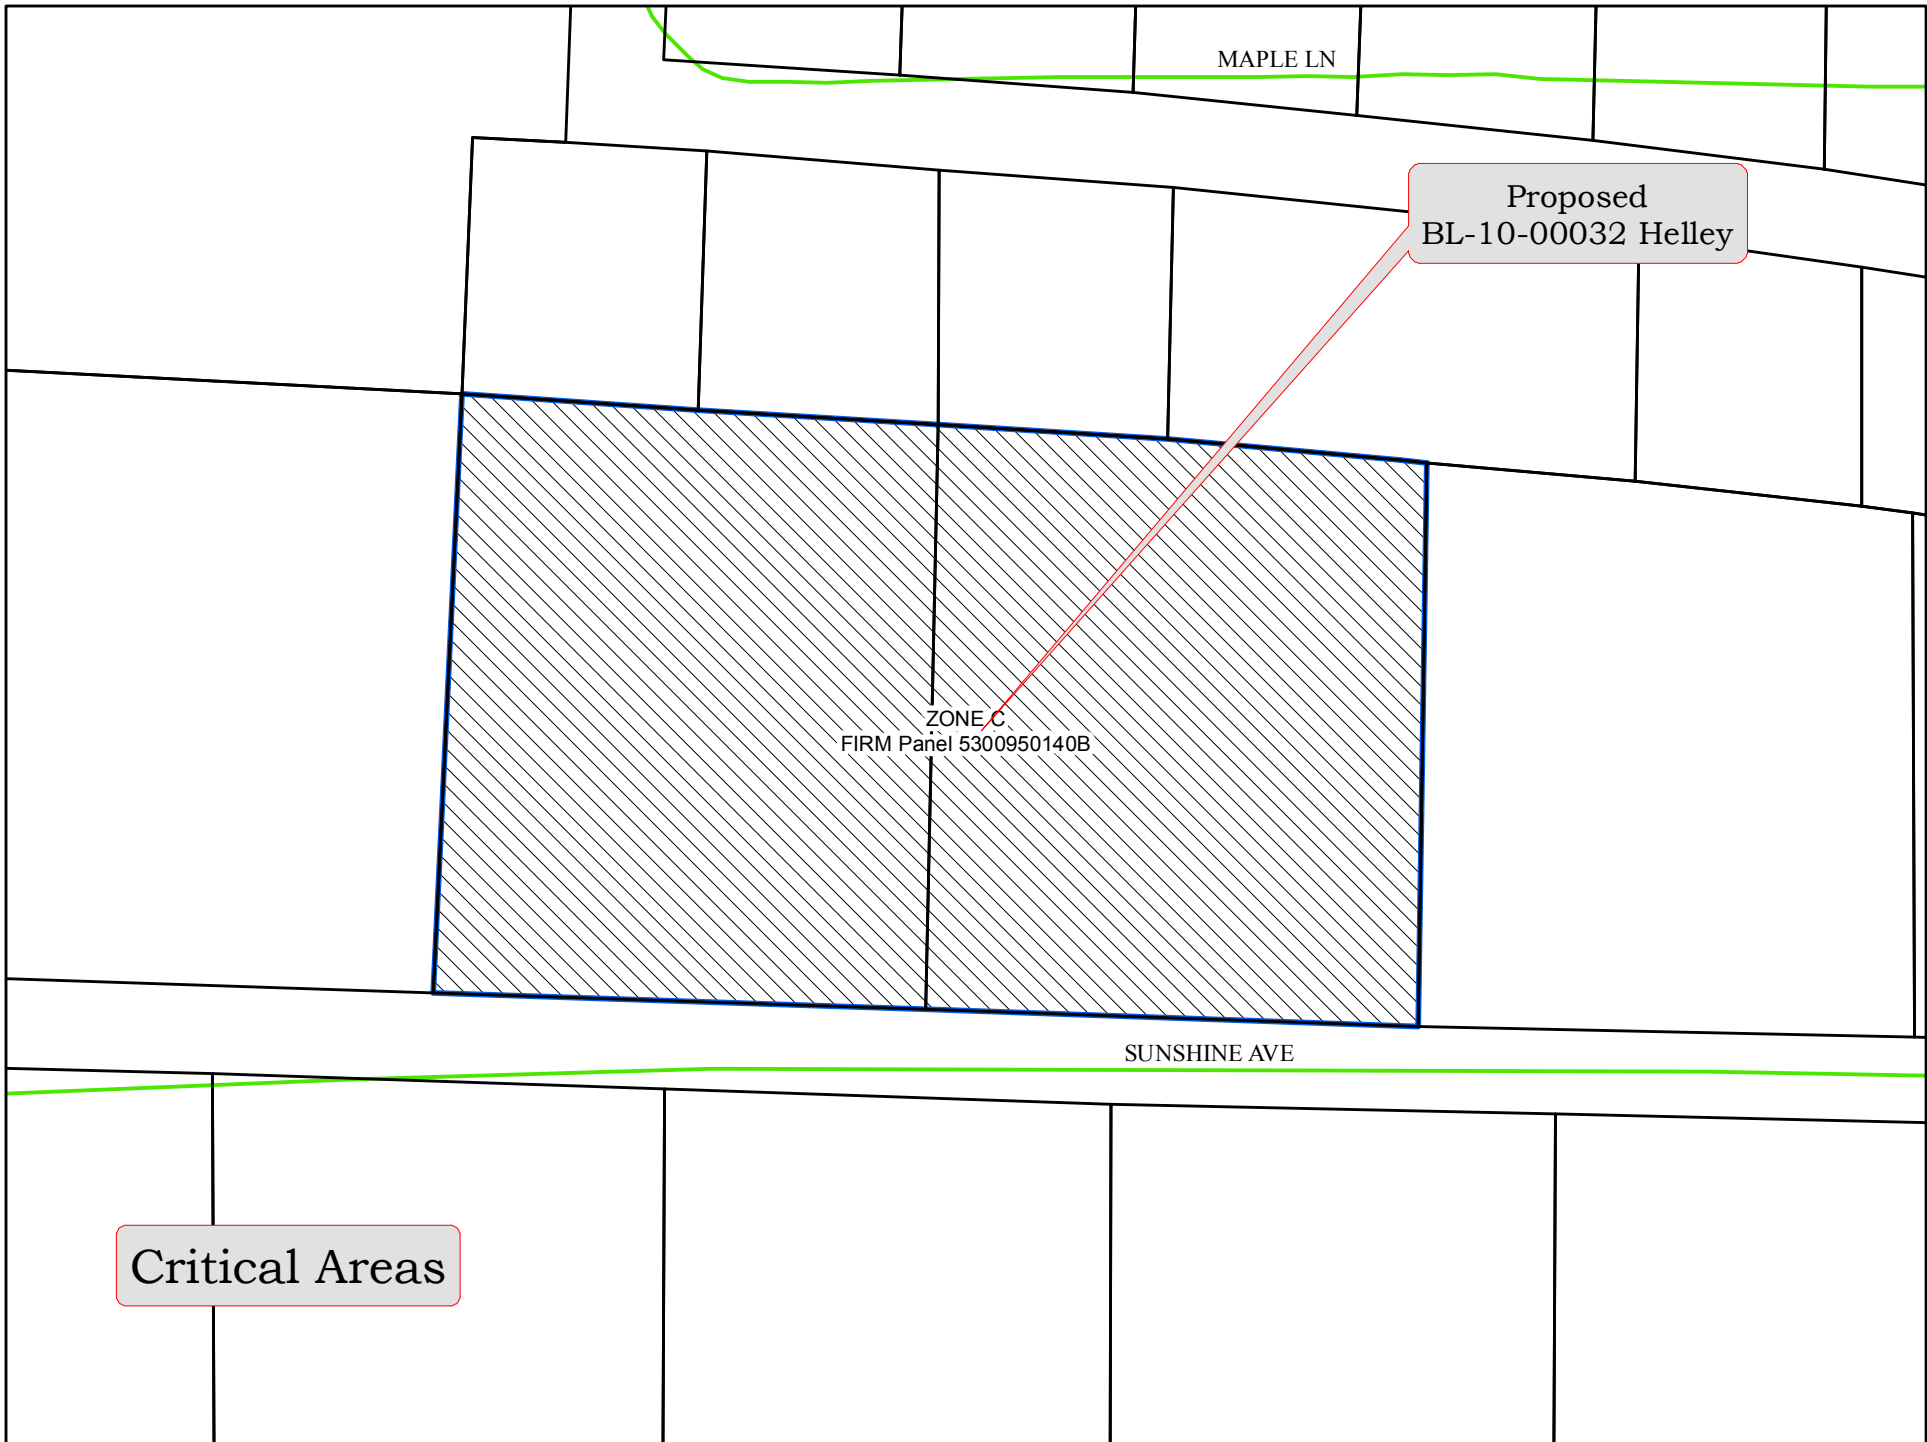 MAPLE LN
Proposed
BL-10-00032 Helley
ZONE C
FIRM Panel 5300950140B
SUNSHINE AVE
Critical Areas